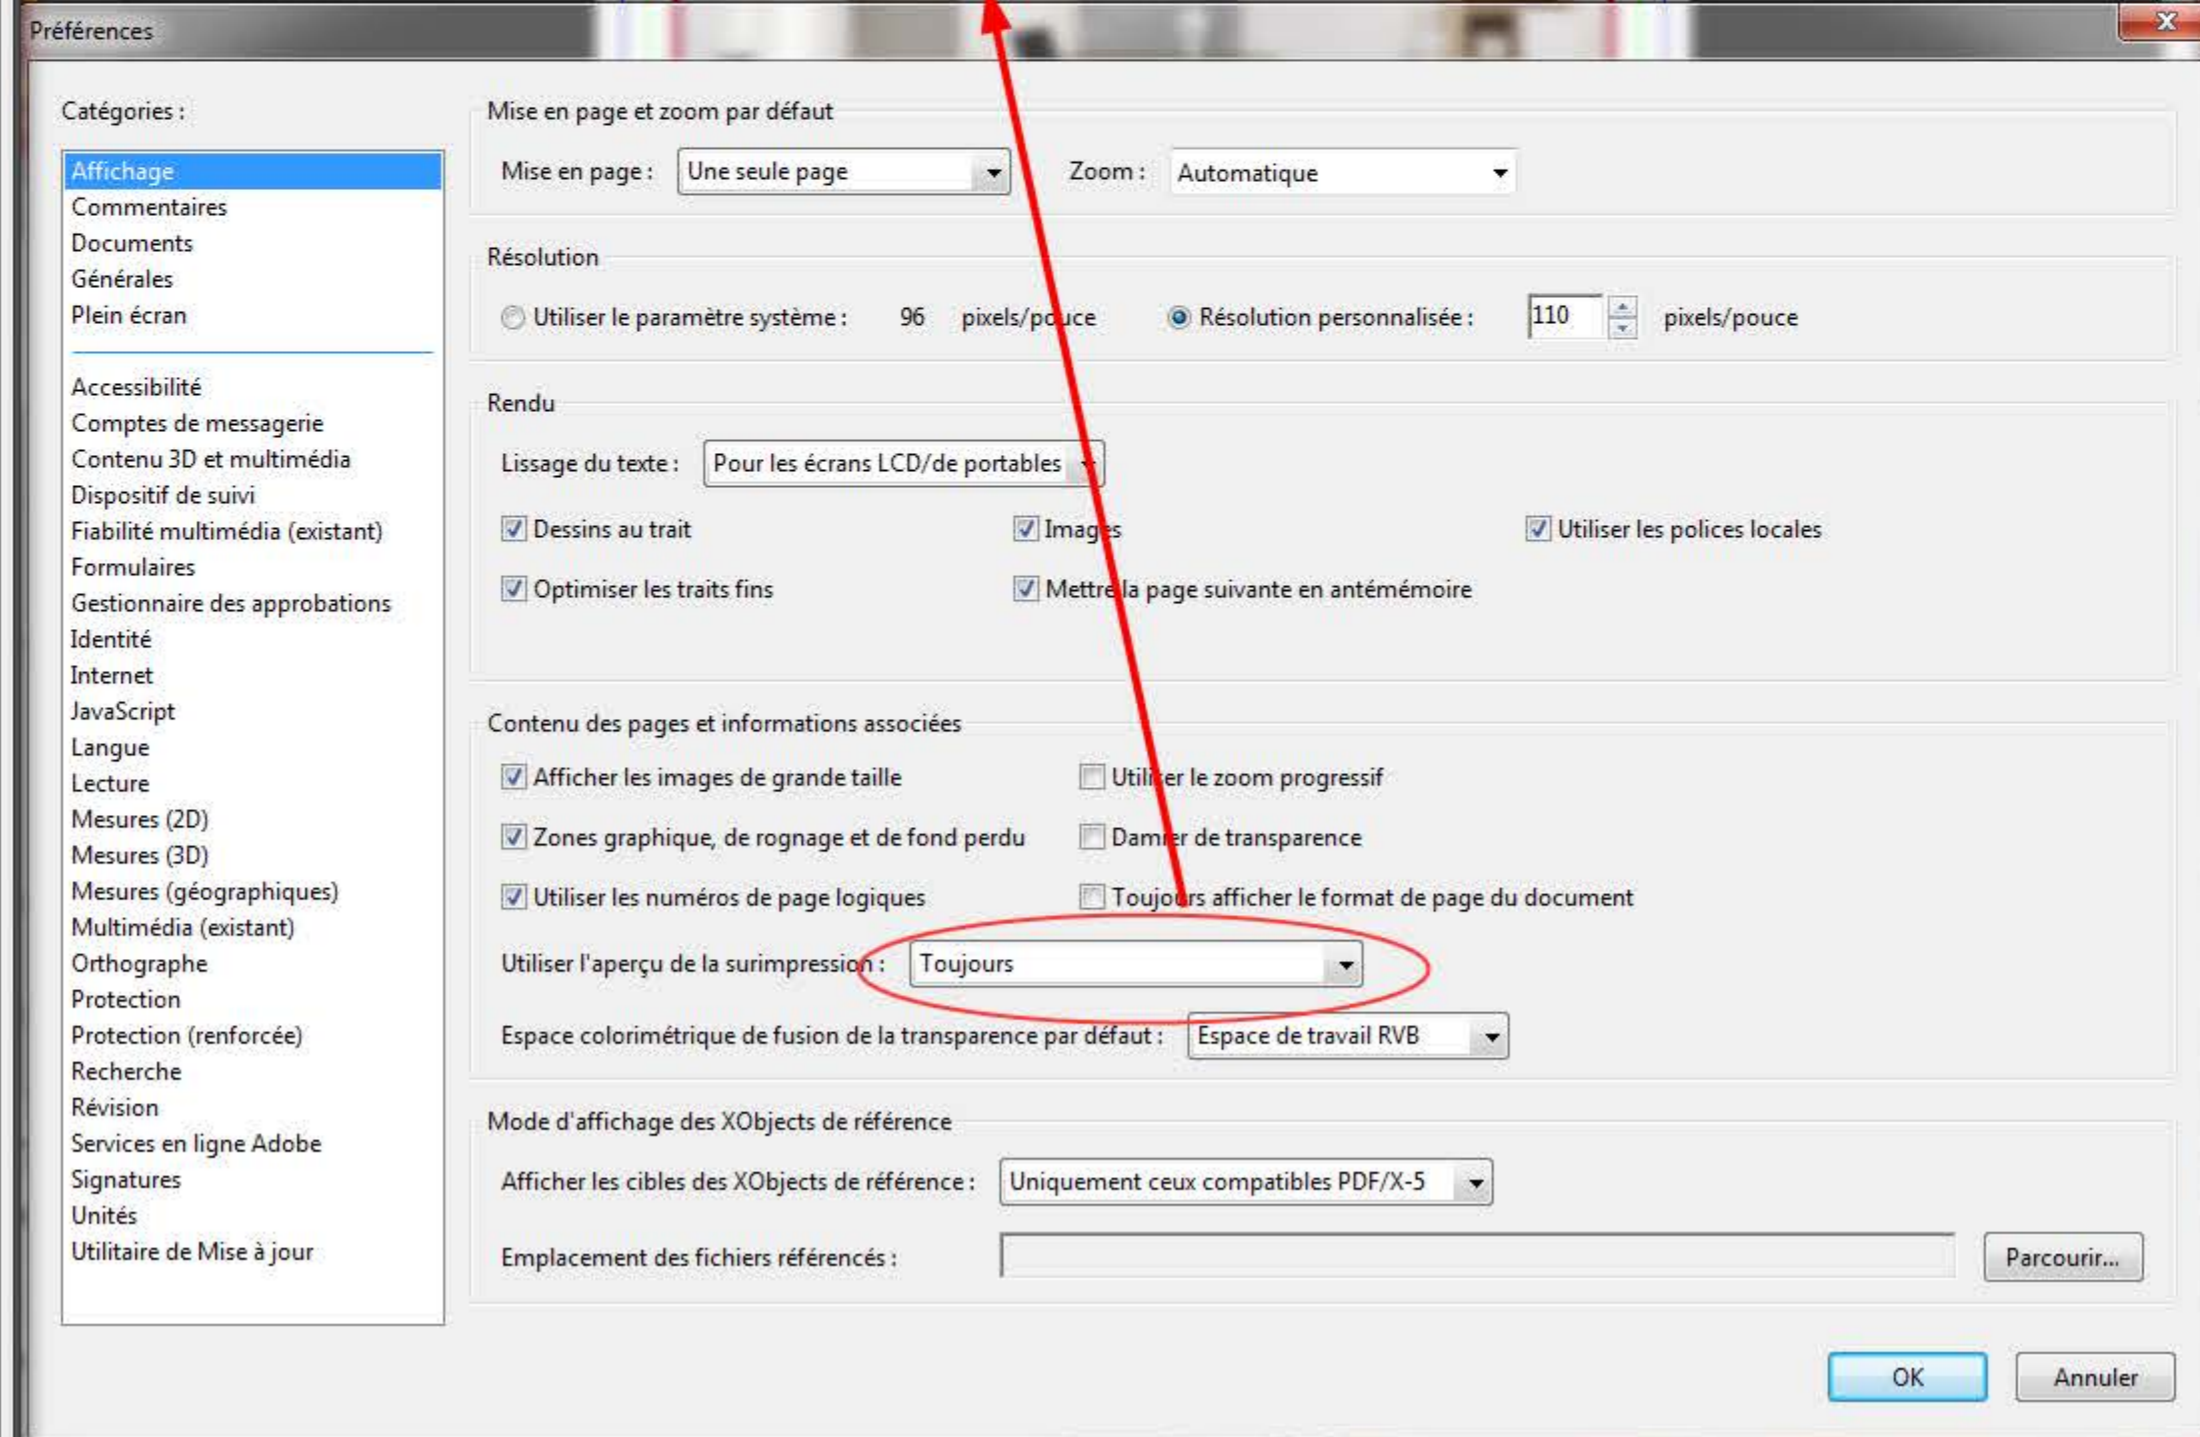 Préférences
Catégories :
Affichage
Commentaires
Documents
Générales
Plein écran
Accessibilité
Comptes de messagerie
Contenu 3D et multimédia
Dispositif de suivi
Fiabilité multimédia (existant)
Formulaires
Gestionnaire des approbations
Identité
Internet
JavaScript
Langue
Lecture
Mesures (2D)
Mesures (3D)
Mesures (géographiques)
Multimédia (existant)
Orthographe
Protection
Protection (renforcée)
Recherche
Révision
Services en ligne Adobe
Signatures
Unités
Utilitaire de Mise à jour
Mise en page et zoom par défaut
Mise en page : Une seule page Zoom : Automatique
Résolution
Utiliser le paramètre système : 96 pixels/pouce Résolution personnalisée : 110 pixels/pouce
Rendu
Lissage du texte : Pour les écrans LCD/de portables
Dessins au trait Images Utiliser les polices locales
Optimiser les traits fins Mettre la page suivante en antémémoire
Contenu des pages et informations associées
Afficher les images de grande taille Utiliser le zoom progressif
Zones graphique, de rognage et de fond perdu Damier de transparence
Utiliser les numéros de page logiques Toujours afficher le format de page du document
Utiliser l'aperçu de la surimpression : Toujours
Espace colorimétrique de fusion de la transparence par défaut : Espace de travail RVB
Mode d'affichage des XObjects de référence
Afficher les cibles des XObjects de référence : Uniquement ceux compatibles PDF/X-5
Emplacement des fichiers référencés : Parcourir...
OK Annuler